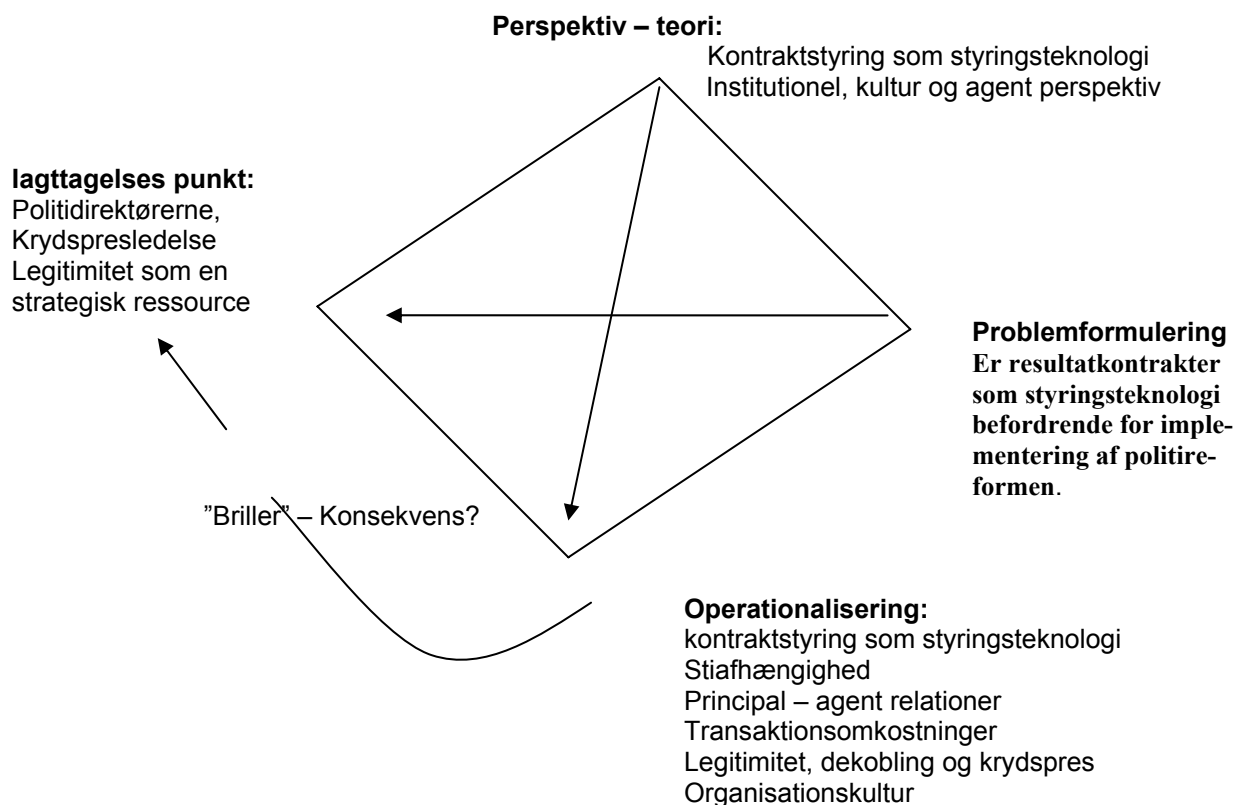 Perspektiv – teori:
Kontraktstyring som styringsteknologi
Institutionel, kultur og agent perspektiv
Iagttagelses punkt:
Politidirektørerne,
Krydspresledelse
Legitimitet som en
strategisk ressource
Problemformulering
Er resultatkontrakter
som styringsteknologi
befordrende for imple-
mentering af politire-
formen.
”Briller” – Konsekvens?
Operationalisering:
kontraktstyring som styringsteknologi
Stiafhængighed
Principal – agent relationer
Transaktionsomkostninger
Legitimitet, dekobling og krydspres
Organisationskultur